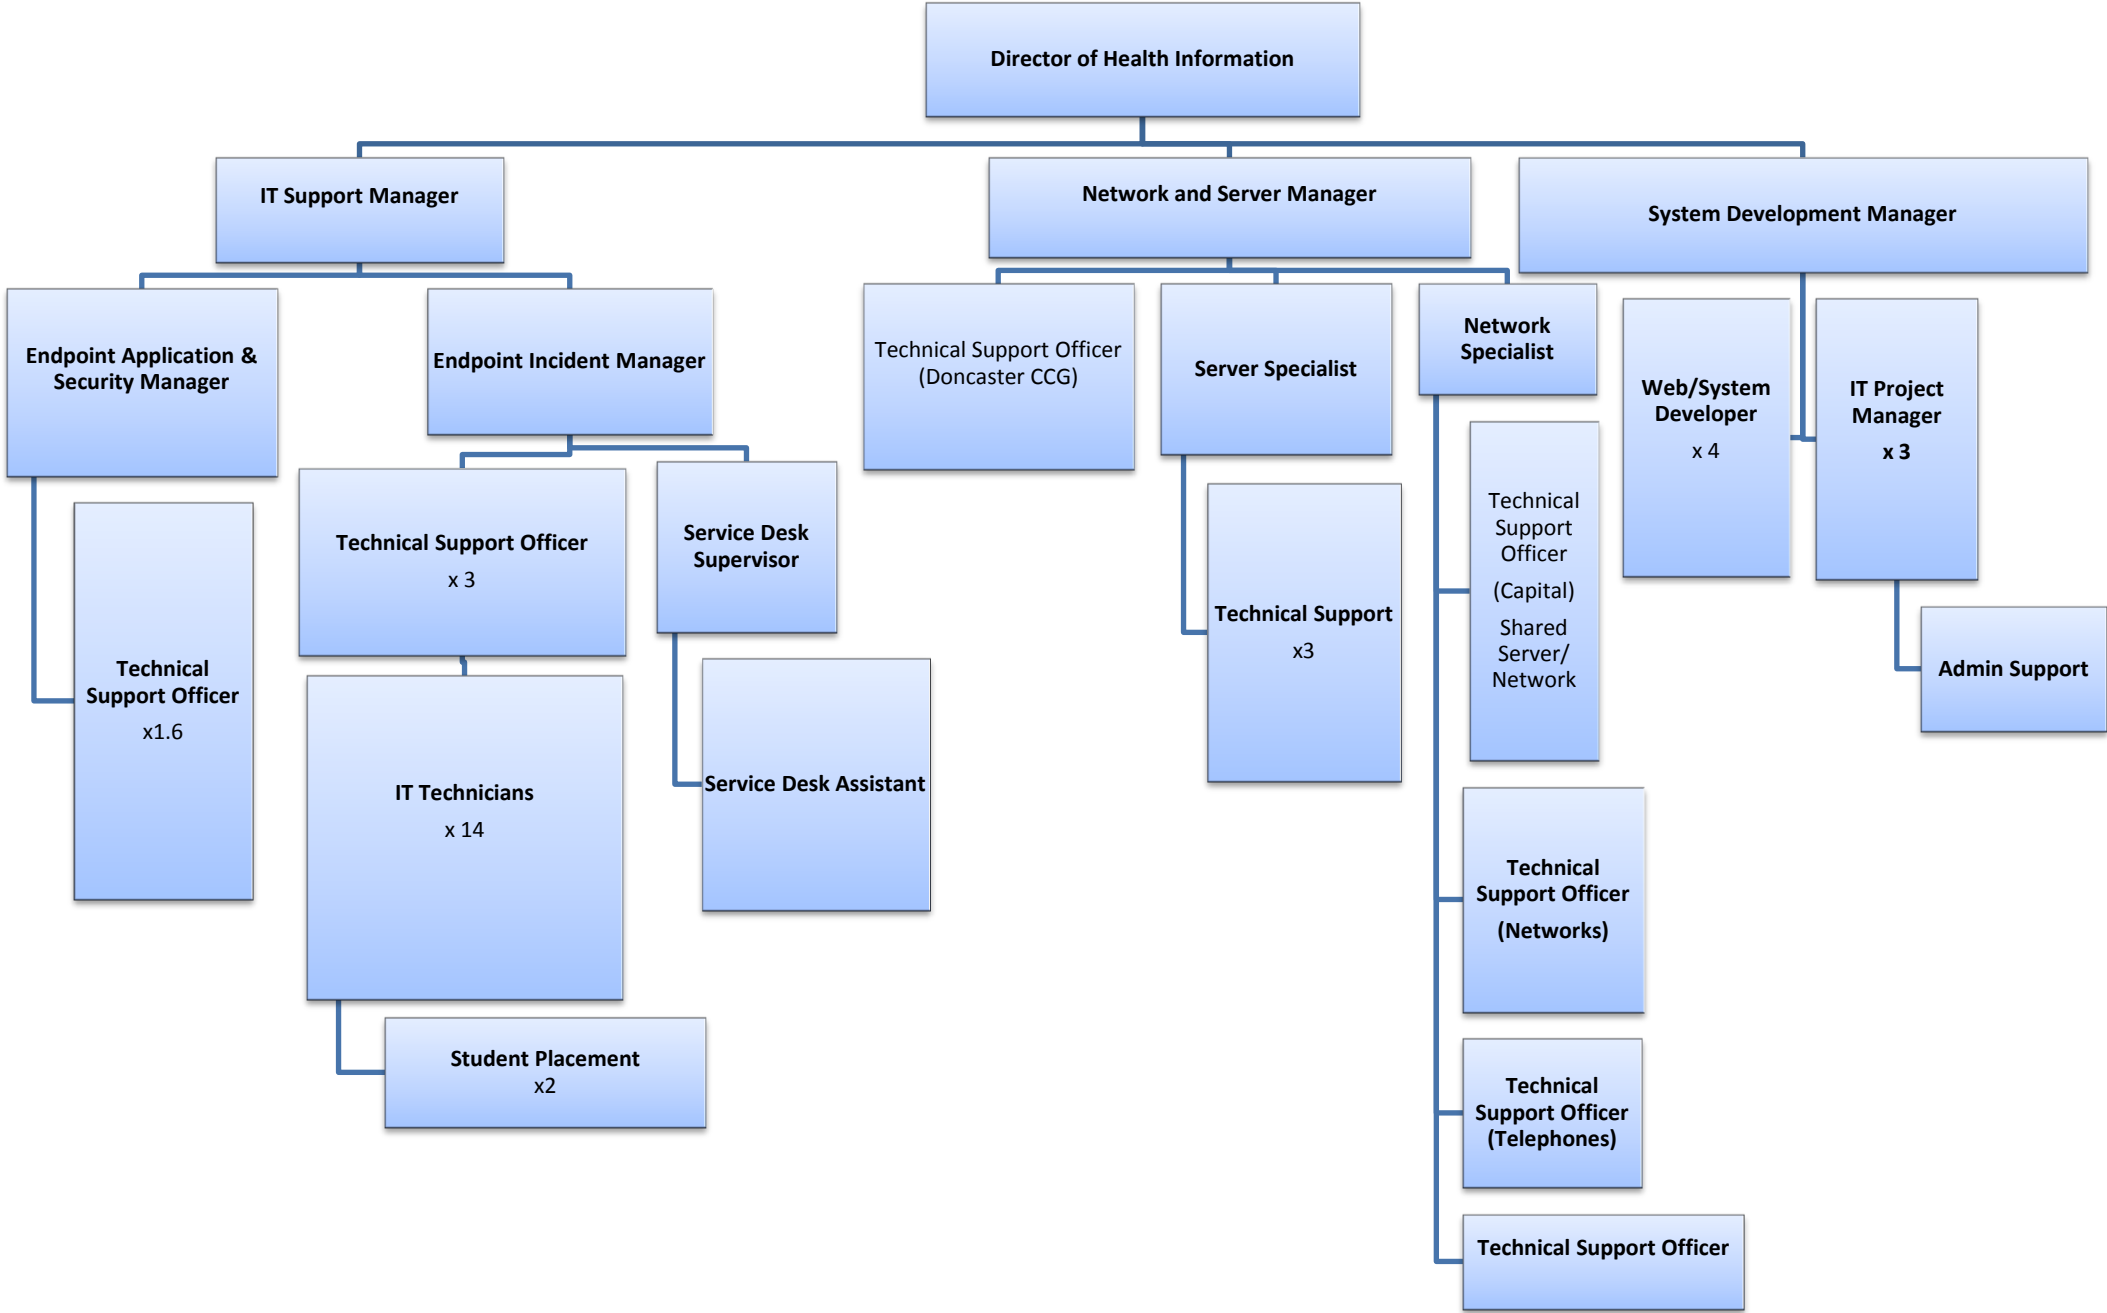 Director of Health Information
IT Support Manager
Network and Server Manager
System Development Manager
Endpoint Application &
Security Manager
Endpoint Incident Manager
Technical Support Officer
(Doncaster CCG)
Server Specialist
Network
Specialist
Web/System
Developer
x 4
IT Project
Manager
x 3
Technical
Support Officer
x1.6
Technical Support Officer
x 3
Service Desk
Supervisor
Technical Support
x3
Technical
Support
Officer
(Capital)
Shared
Server/
Network
Admin Support
IT Technicians
x 14
Service Desk Assistant
Technical
Support Officer
(Networks)
Student Placement
x2
Technical
Support Officer
(Telephones)
Technical Support Officer